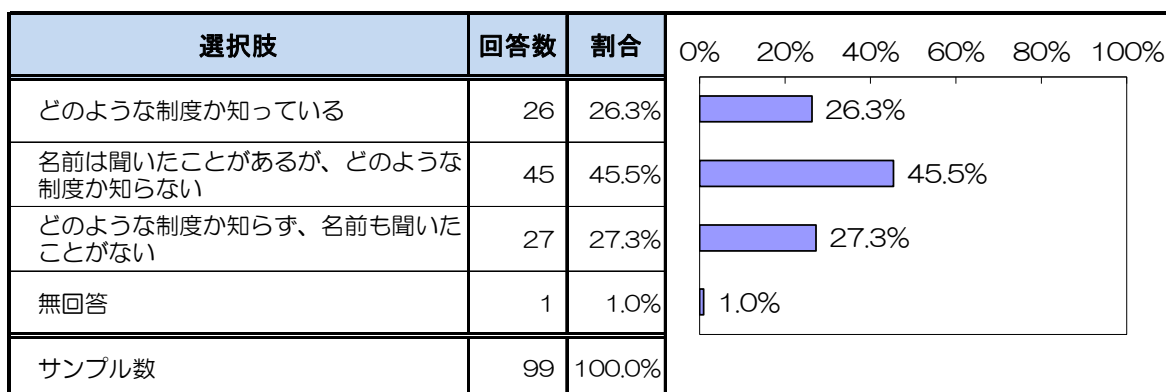 選択肢 回答数 割合
0% 20% 40% 60% 80% 100%
どのような制度か知っている 26 26.3%
26.3%
名前は聞いたことがあるが、どのような
制度か知らない 45 45.5%
45.5%
どのような制度か知らず、名前も聞いた
ことがない 27 27.3%
27.3%
無回答 1 1.0%
1.0%
サンプル数 99 100.0%